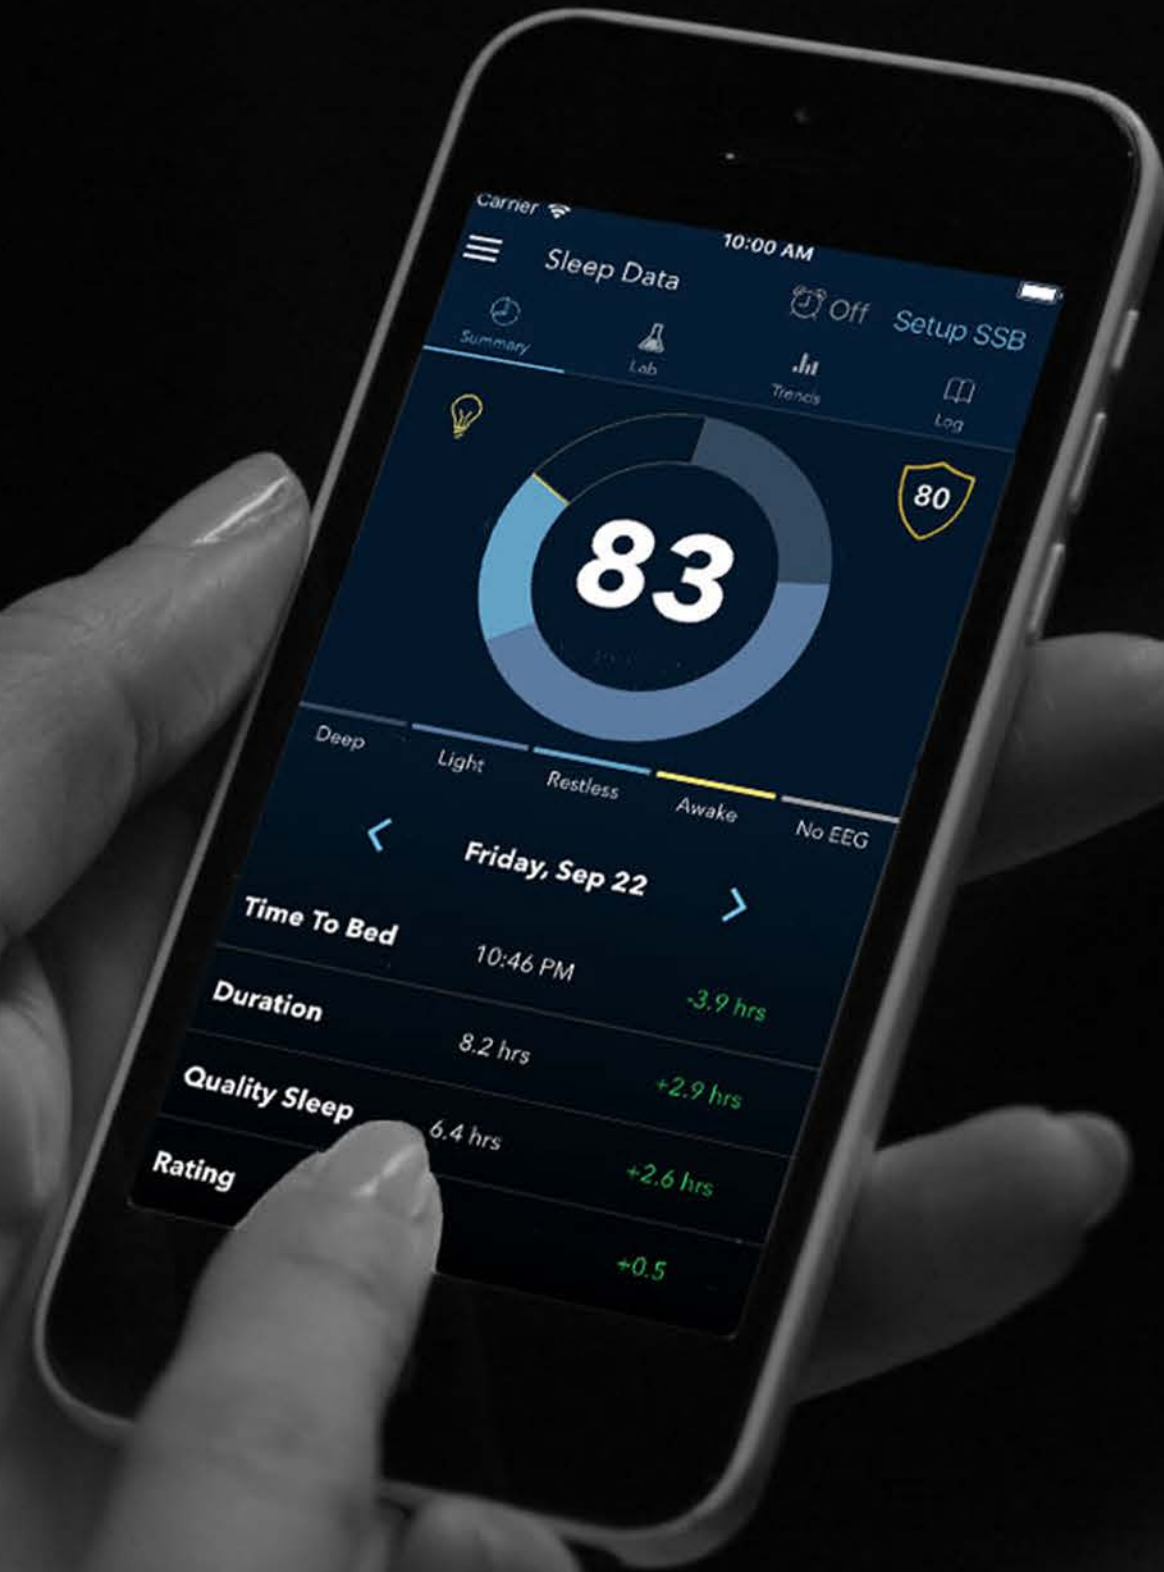 Carrier
10:00 AM
Sleep Data
Off
Setup SSB
Summary
Lab
Trends
Log
80
83
Deep
Light
Restless
Awake
No EEG
Friday, Sep 22
Time To Bed 10:46 PM -3.9 hrs
Duration 8.2 hrs +2.9 hrs
Quality Sleep 6.4 hrs +2.6 hrs
Rating +0.5